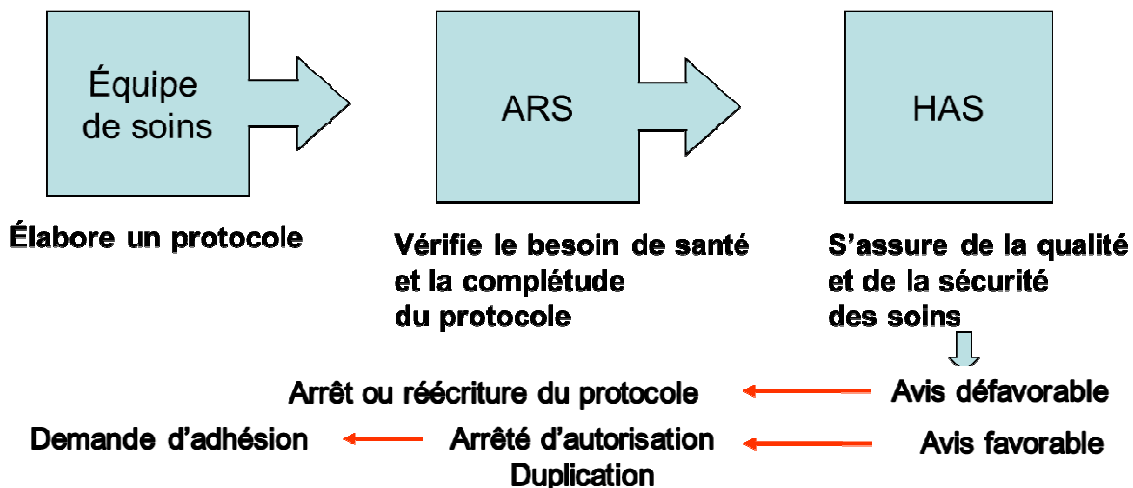 Équipe
de soins
ARS
HAS
Élabore un protocole
Vérifie le besoin de santé
et la complétude
du protocole
S'assure de la qualité
et de la sécurité
des soins
Arrêt ou réécriture du protocole
Avis défavorable
Demande d'adhésion
Arrêté d'autorisation
Duplication
Avis favorable